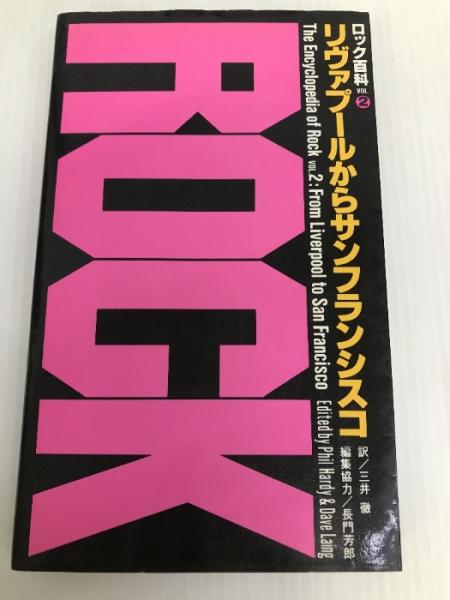 ROCK
ロック百科 VOL 2
リヴァプールからサンフランシスコ
The Encyclopedia of Rock VOL.2: From Liverpool to San Francisco Edited by Phil Hardy & Dave Laing
訳/三井 徹
編集協力/長門芳郎